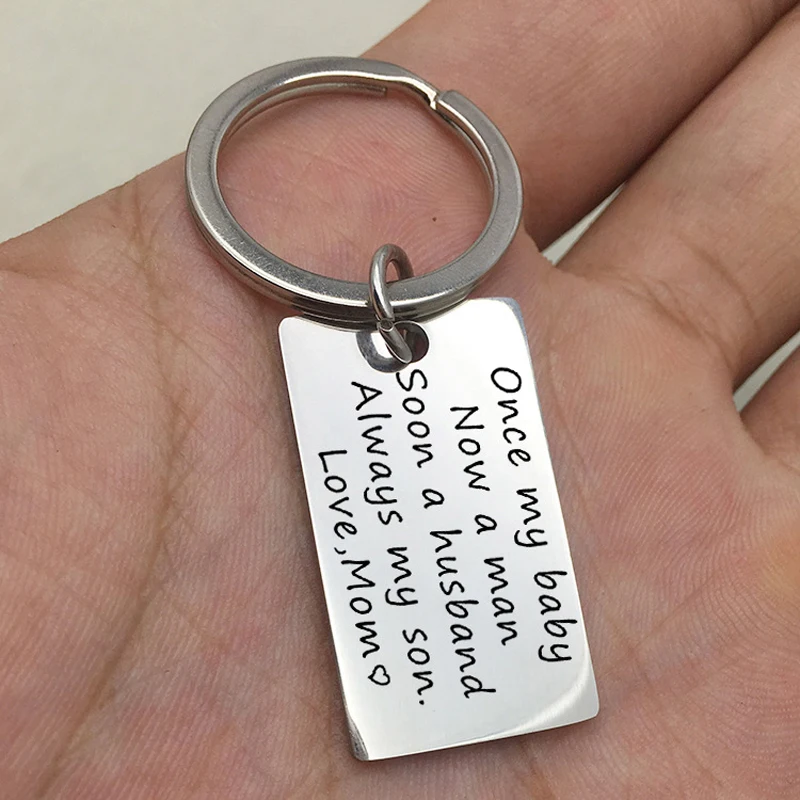 Once my baby
Now a man
Soon a husband
Always my son.
Love,Mom♡